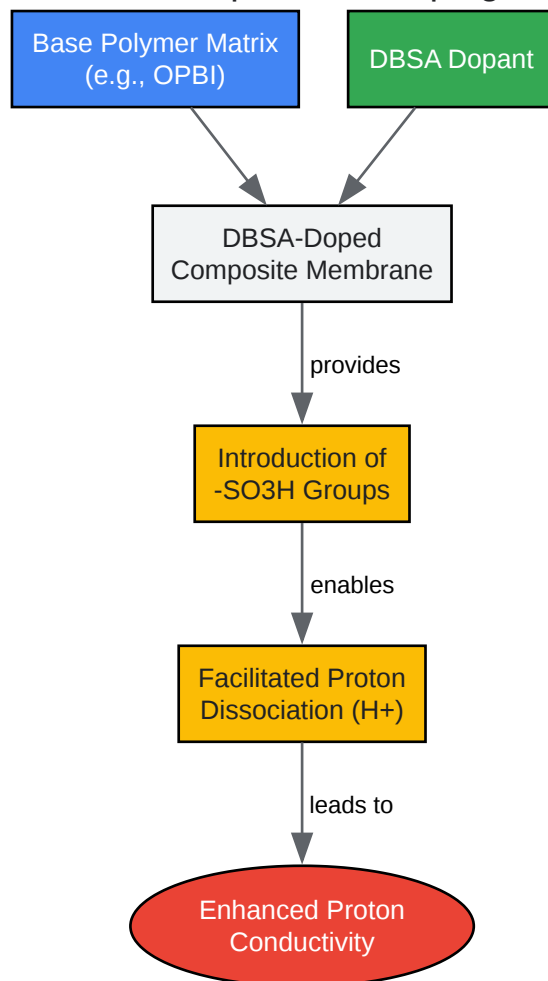 Base Polymer Matrix
(e.g., OPBI)
DBSA Dopant
DBSA-Doped
Composite Membrane
provides
Introduction of
-SO3H Groups
enables
Facilitated Proton
Dissociation (H+)
leads to
Enhanced Proton
Conductivity